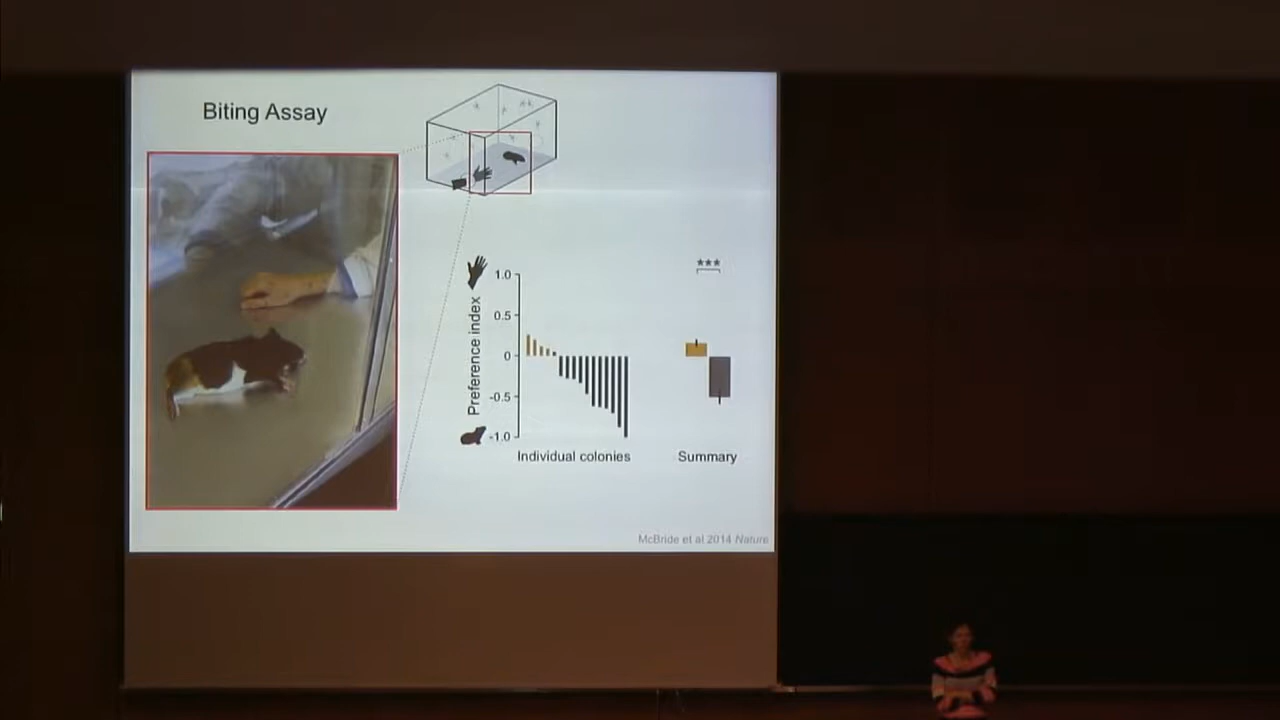 Biting Assay
Preference index
1.0
0.5
0
-0.5
-1.0
Individual colonies
***
Summary
McBride et al 2014 Nature